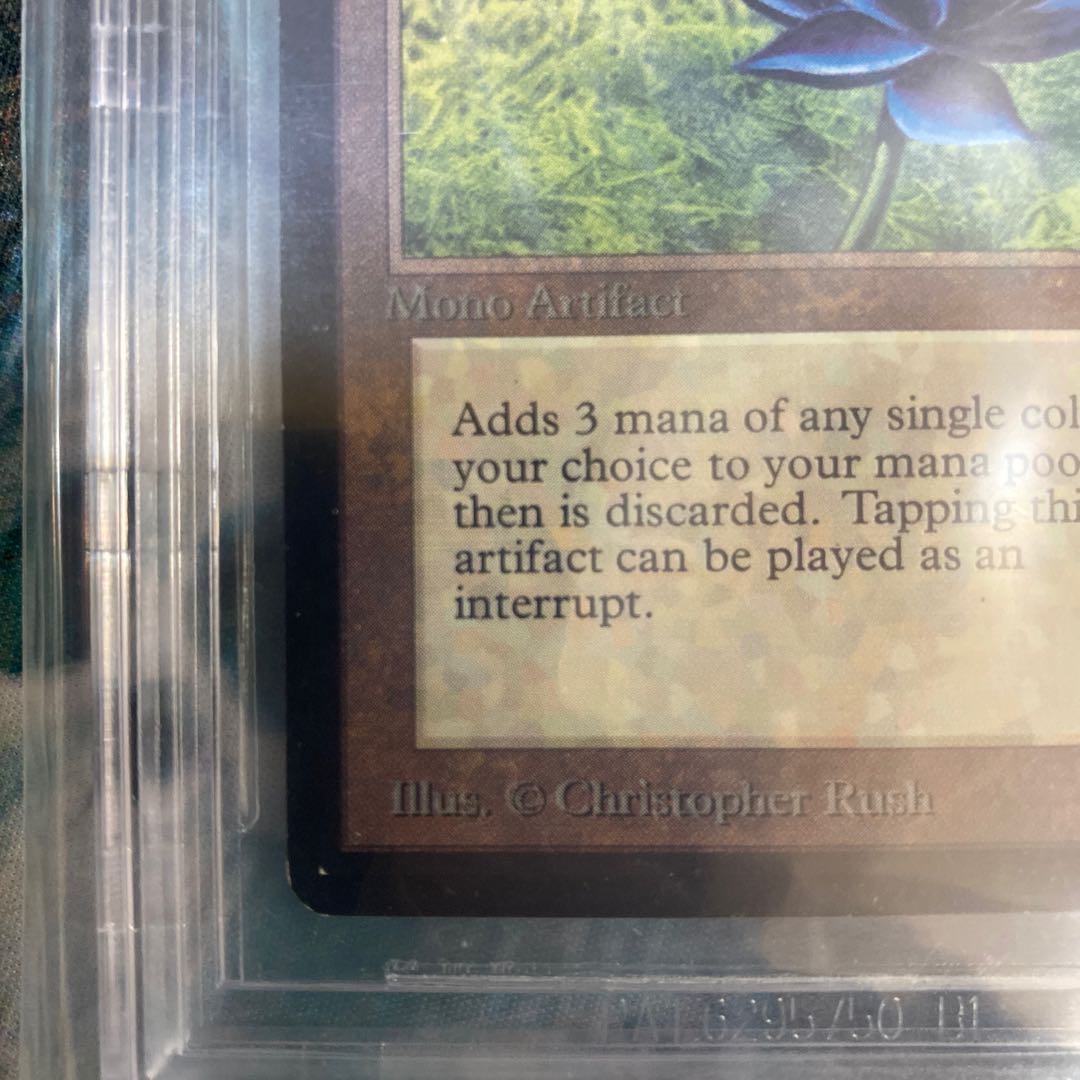 Mono Artifact
Adds 3 mana of any single col
your choice to your mana poo
then is discarded. Tapping thi
artifact can be played as an
interrupt.
Illus. © Christopher Rush